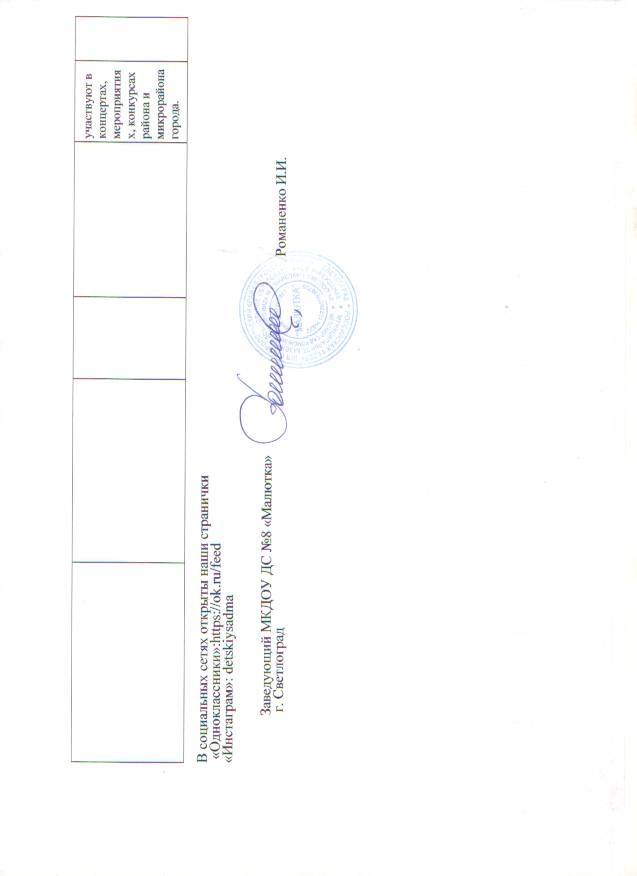 участвуют в
концертах,
мероприятия
х, конкурсах
района и
микрорайона
города.
В социальных сетях открыты наши странички
«Одноклассники»:https://ok.ru/feed
«Инстаграм»: detskiysadma
Заведующий МКДОУ ДС №8 «Малютка»
Романенко И.И.
г. Светлоград
МАЛЮТКА